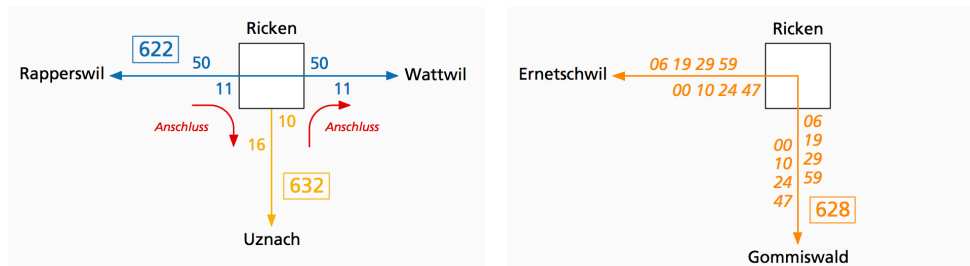 Ricken
622
50
50
Rapperswil
Wattwil
11
11
Anschluss
Anschluss
10
16
632
Uznach
Ricken
06 19 29 59
Ernetschwil
00 10 24 47
06
19
29
59
00
10
24
47
628
Gommiswald